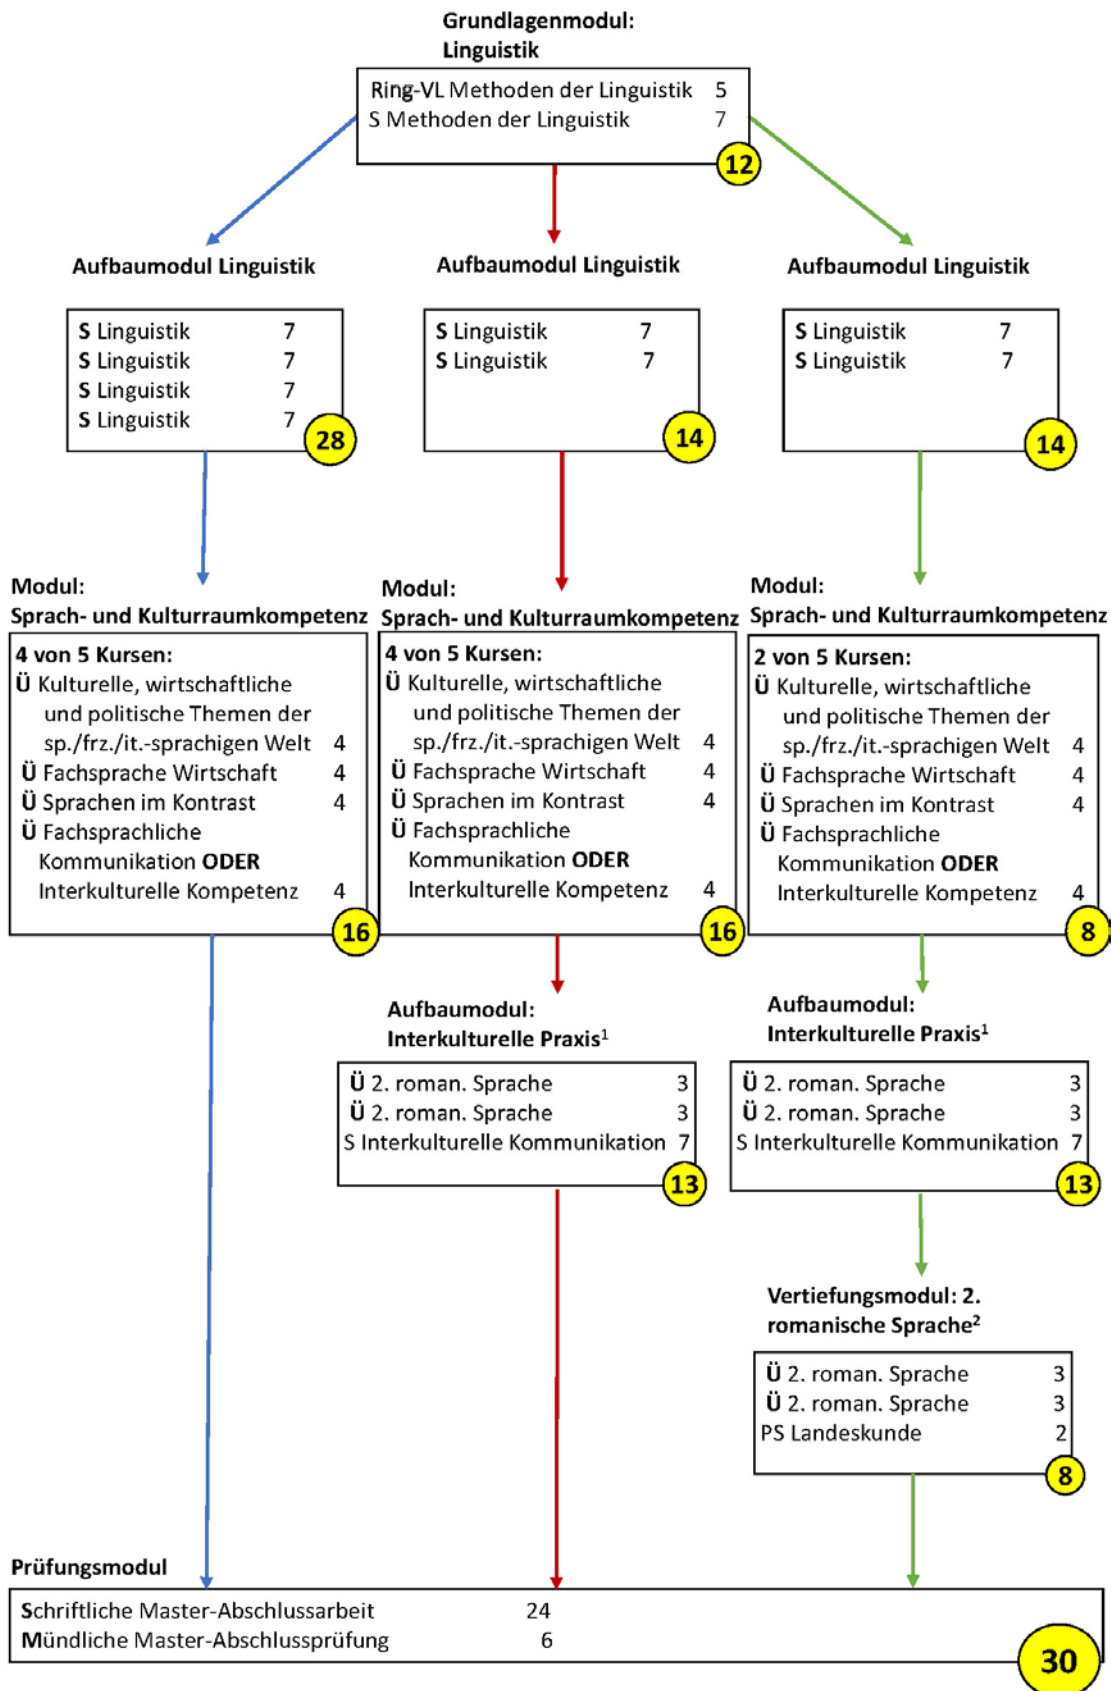 Grundlagenmodul:
Linguistik
Ring-VL Methoden der Linguistik 5
S Methoden der Linguistik 7
12
Aufbaumodul Linguistik
S Linguistik 7
S Linguistik 7
S Linguistik 7
S Linguistik 7
28
Aufbaumodul Linguistik
S Linguistik 7
S Linguistik 7
14
Aufbaumodul Linguistik
S Linguistik 7
S Linguistik 7
14
Modul:
Sprach- und Kulturraumkompetenz
4 von 5 Kursen:
Ü Kulturelle, wirtschaftliche
und politische Themen der
sp./frz./it.-sprachigen Welt 4
Ü Fachsprache Wirtschaft 4
Ü Sprachen im Kontrast 4
Ü Fachsprachliche
Kommunikation ODER
Interkulturelle Kompetenz 4
16
Modul:
Sprach- und Kulturraumkompetenz
4 von 5 Kursen:
Ü Kulturelle, wirtschaftliche
und politische Themen der
sp./frz./it.-sprachigen Welt 4
Ü Fachsprache Wirtschaft 4
Ü Sprachen im Kontrast 4
Ü Fachsprachliche
Kommunikation ODER
Interkulturelle Kompetenz 4
16
Modul:
Sprach- und Kulturraumkompetenz
2 von 5 Kursen:
Ü Kulturelle, wirtschaftliche
und politische Themen der
sp./frz./it.-sprachigen Welt 4
Ü Fachsprache Wirtschaft 4
Ü Sprachen im Kontrast 4
Ü Fachsprachliche
Kommunikation ODER
Interkulturelle Kompetenz 4
8
Aufbaumodul:
Interkulturelle Praxis¹
Ü 2. roman. Sprache 3
Ü 2. roman. Sprache 3
S Interkulturelle Kommunikation 7
13
Aufbaumodul:
Interkulturelle Praxis¹
Ü 2. roman. Sprache 3
Ü 2. roman. Sprache 3
S Interkulturelle Kommunikation 7
13
Vertiefungsmodul: 2.
romanische Sprache²
Ü 2. roman. Sprache 3
Ü 2. roman. Sprache 3
PS Landeskunde 2
8
Prüfungsmodul
Schriftliche Master-Abschlussarbeit 24
Mündliche Master-Abschlussprüfung 6
30